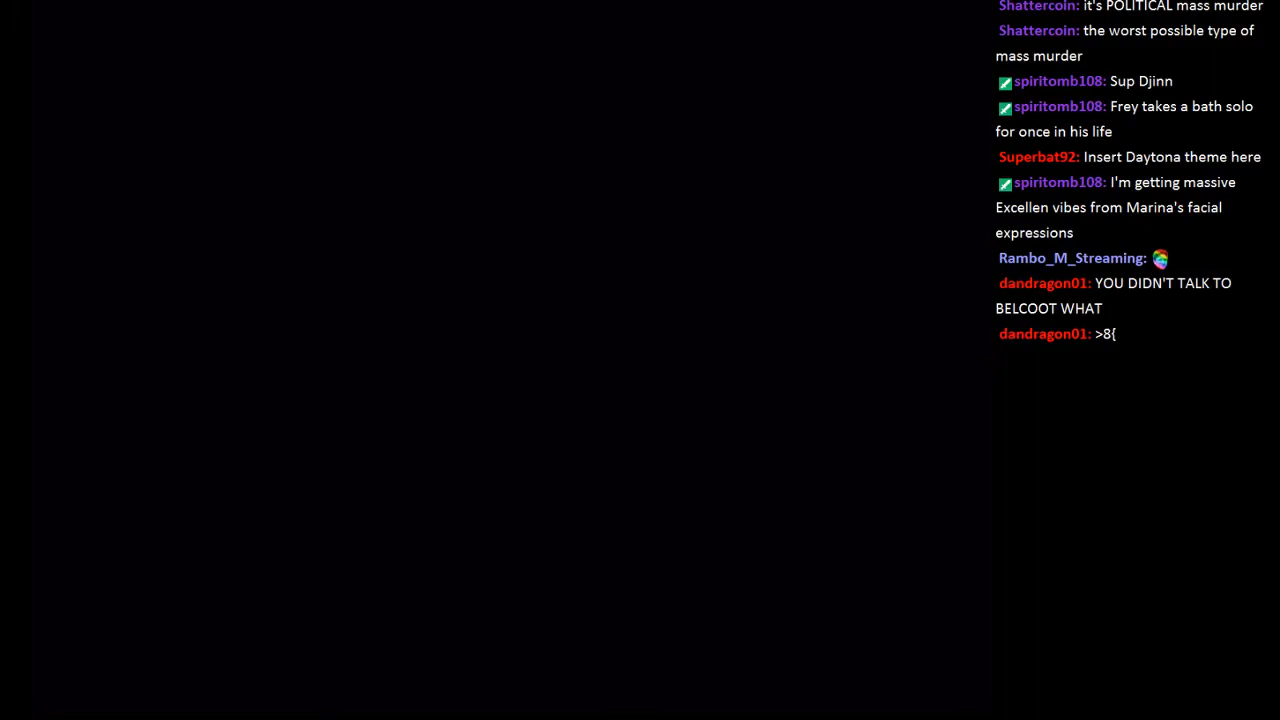 Shattercoin: it's POLITICAL mass murder
Shattercoin: the worst possible type of
mass murder
spiritomb108: Sup Djinn
spiritomb108: Frey takes a bath solo
for once in his life
Superbat92: Insert Daytona theme here
spiritomb108: I'm getting massive
Excellen vibes from Marina's facial
expressions
Rambo_M_Streaming:
dandragon01: YOU DIDN'T TALK TO
BELCOOT WHAT
dandragon01: >8{